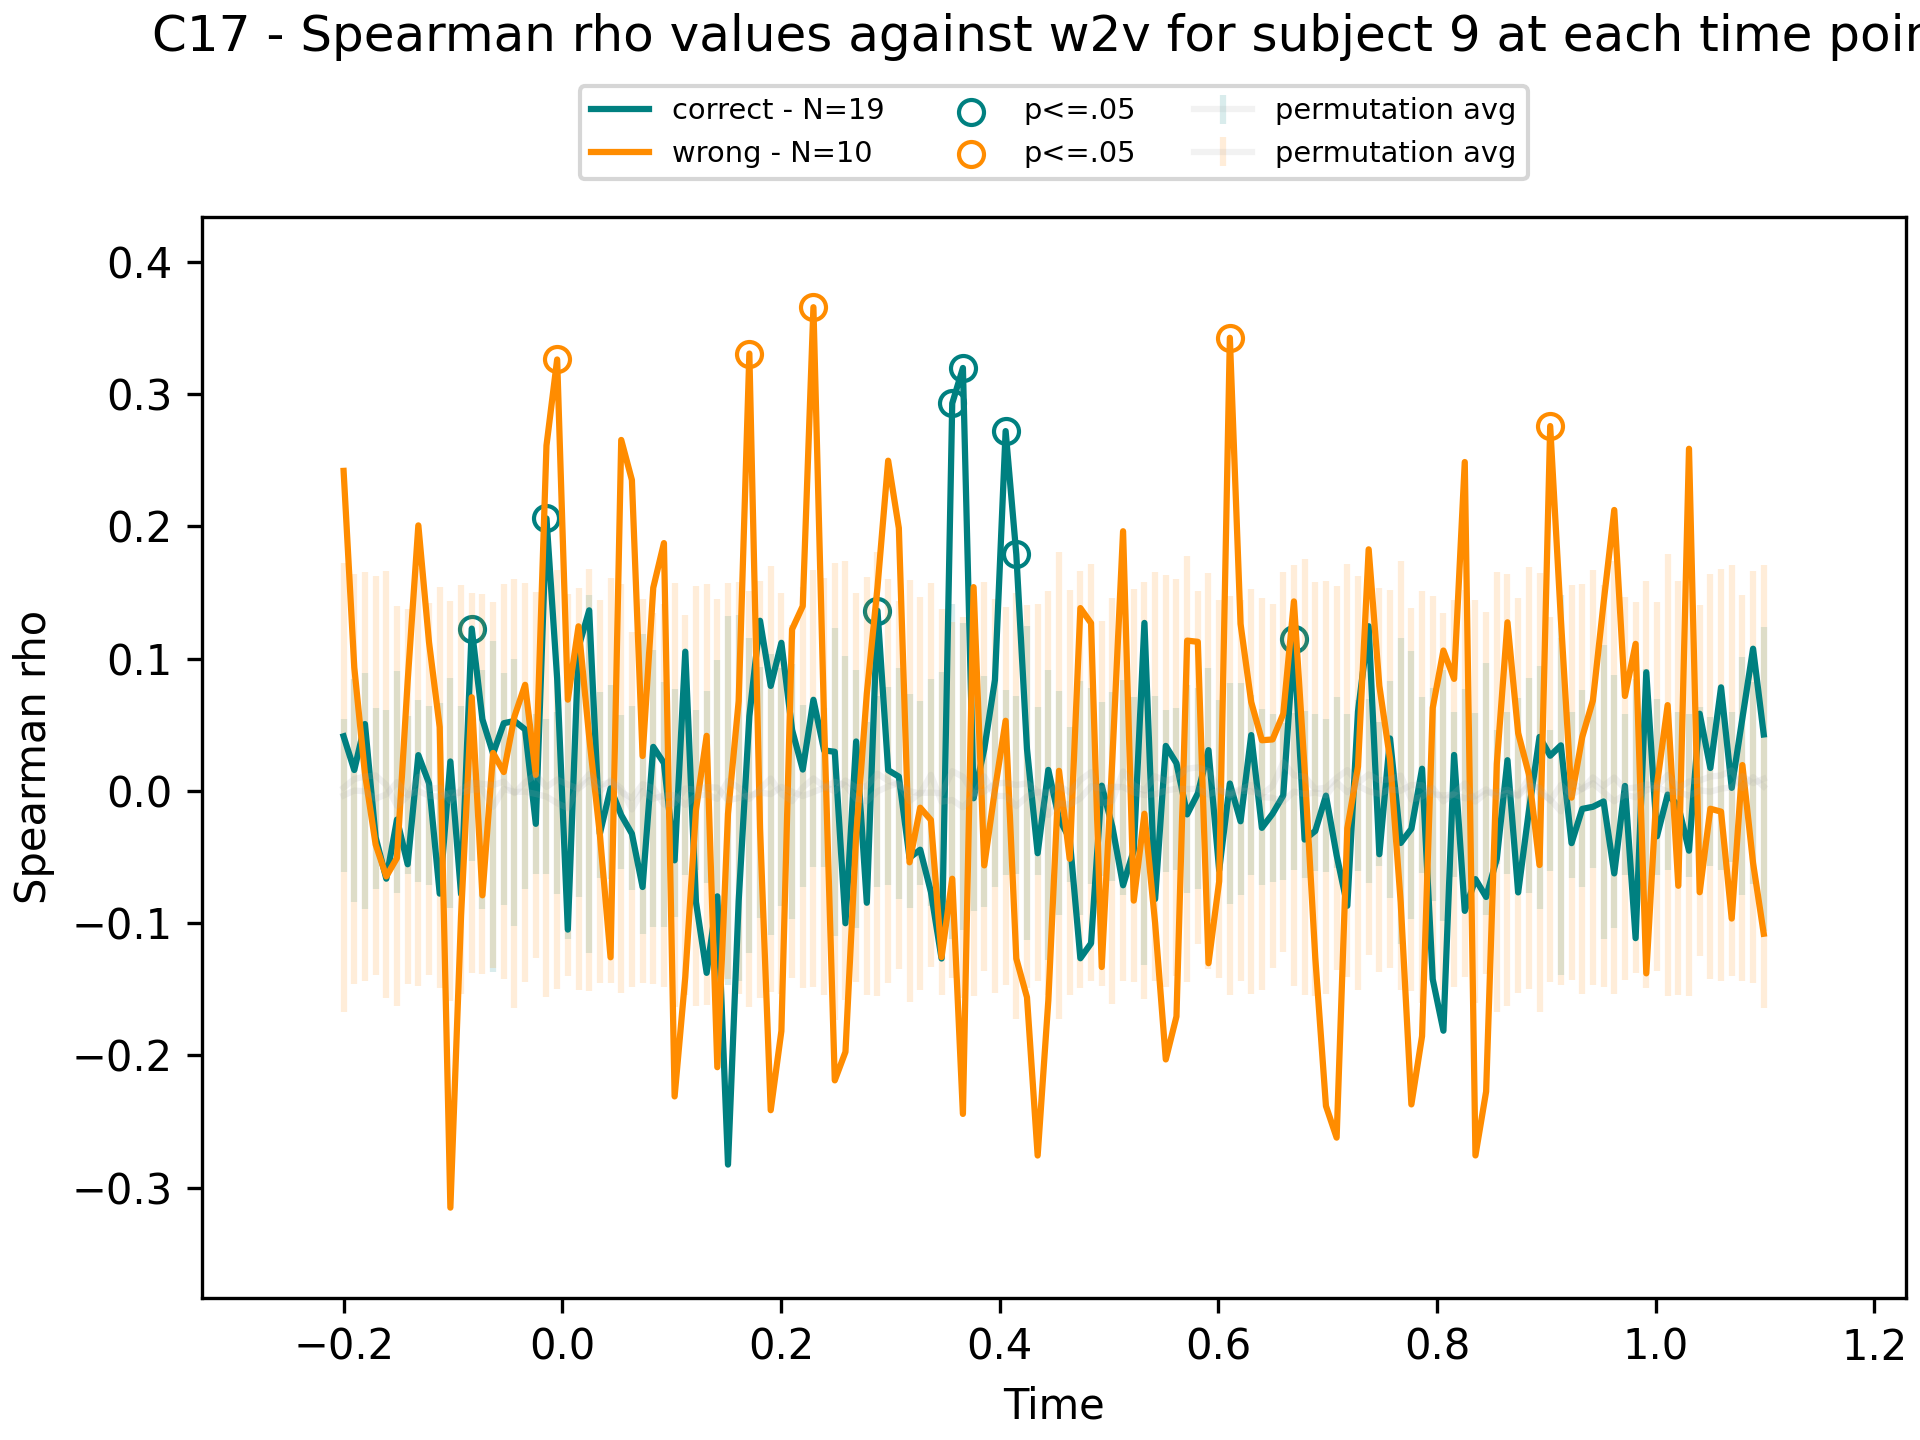 C17 - Spearman rho values against w2v for subject 9 at each time poin
correct - N=19
wrong - N=10
p<=.05
p<=.05
permutation avg
permutation avg
0.4
0.3
0.2
0.1
0.0
−0.1
−0.2
−0.3
Spearman rho
−0.2 0.0 0.2 0.4 0.6 0.8 1.0 1.2
Time